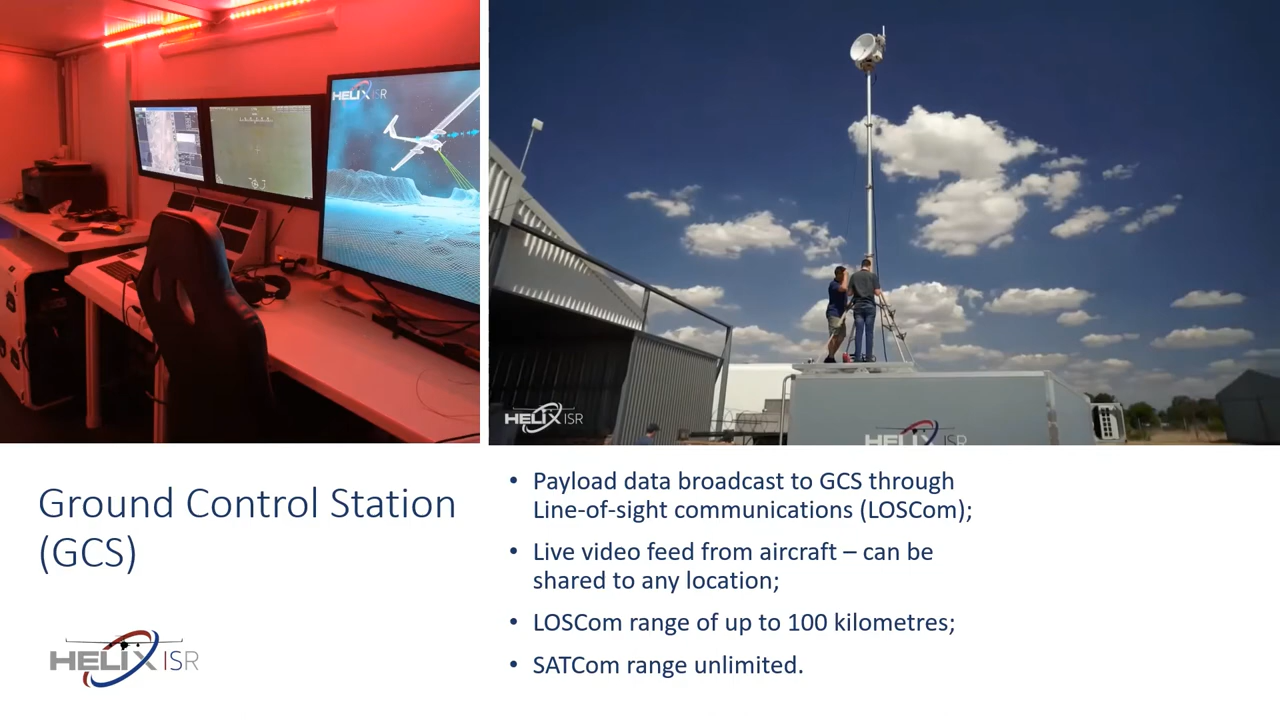 HELIX ISR
HELIX ISR
HELIX ISR
Ground Control Station
(GCS)
HELIX ISR
• Payload data broadcast to GCS through
Line-of-sight communications (LOSCom);
• Live video feed from aircraft – can be
shared to any location;
• LOSCom range of up to 100 kilometres;
• SATCom range unlimited.